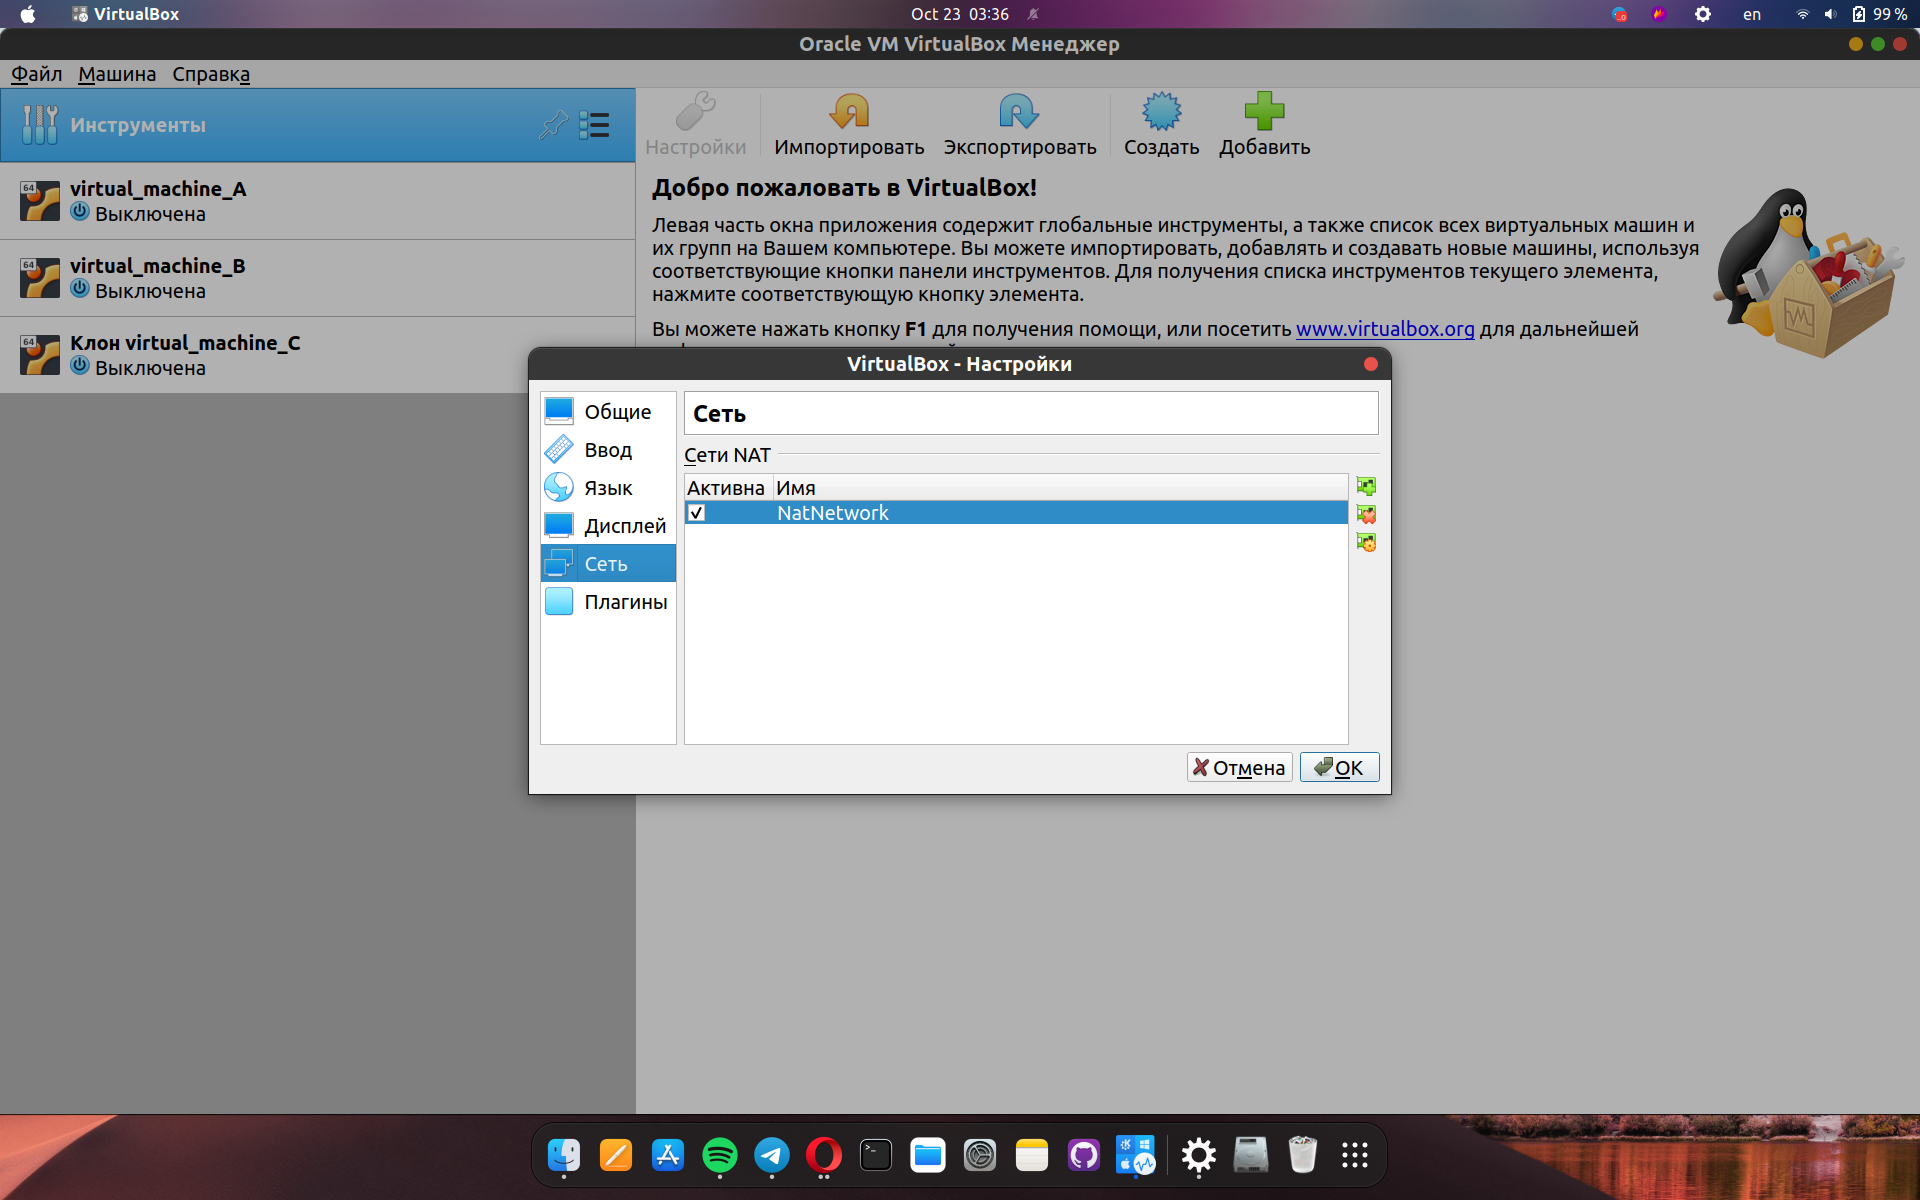 VirtualBox
Oct 23 03:36
en
99 %
Oracle VM VirtualBox Менеджер
Файл Машина Справка
Инструменты
Настройки
Импортировать
Экспортировать
Создать
Добавить
64
virtual_machine_A
Выключена
64
virtual_machine_B
Выключена
64
Клон virtual_machine_C
Выключена
Добро пожаловать в VirtualBox!
Левая часть окна приложения содержит глобальные инструменты, а также список всех виртуальных машин и
их групп на Вашем компьютере. Вы можете импортировать, добавлять и создавать новые машины, используя
соответствующие кнопки панели инструментов. Для получения списка инструментов текущего элемента,
нажмите соответствующую кнопку элемента.
Вы можете нажать кнопку F1 для получения помощи, или посетить www.virtualbox.org для дальнейшей
VirtualBox - Настройки
Общие
Ввод
Язык
Дисплей
Сеть
Плагины
Сеть
Сети NAT
Активна Имя
NatNetwork
Отмена
OK